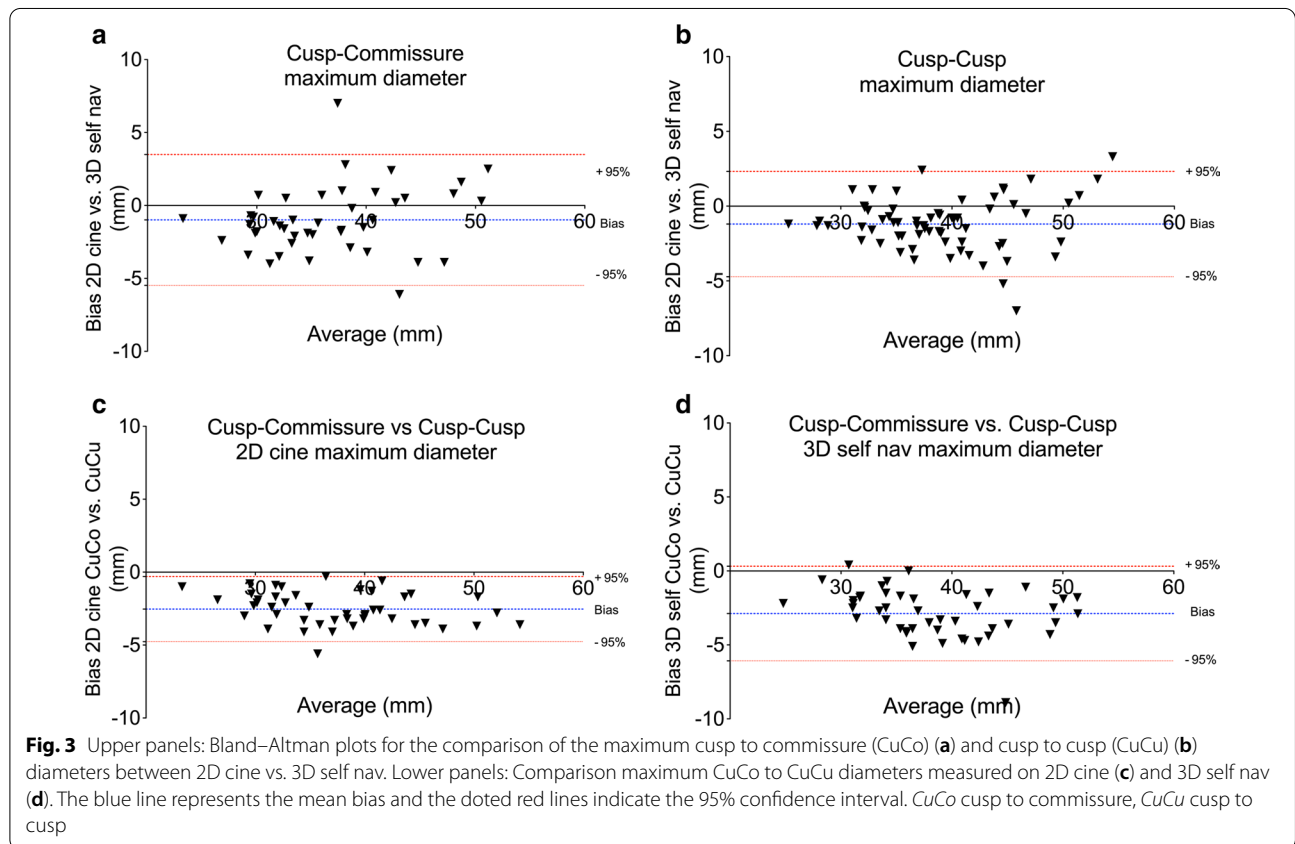 a
Cusp-Commissure
maximum diameter
Bias 2D cine vs. 3D self nav
(mm)
10
5
0
-5
-10
30
40
50
60
+ 95%
Bias
- 95%
Average (mm)
b
Cusp-Cusp
maximum diameter
Bias 2D cine vs. 3D self nav
(mm)
10
5
0
-5
-10
30
40
50
60
+ 95%
Bias
- 95%
Average (mm)
c
Cusp-Commissure vs Cusp-Cusp
2D cine maximum diameter
Bias 2D cine CuCo vs. CuCu
(mm)
10
5
0
-5
-10
30
40
50
60
+ 95%
Bias
- 95%
Average (mm)
d
Cusp-Commissure vs. Cusp-Cusp
3D self nav maximum diameter
Bias 3D self CuCo vs. CuCu
(mm)
10
5
0
-5
-10
30
40
50
60
+ 95%
Bias
- 95%
Average (mm)
Fig. 3 Upper panels: Bland–Altman plots for the comparison of the maximum cusp to commissure (CuCo) (a) and cusp to cusp (CuCu) (b)
diameters between 2D cine vs. 3D self nav. Lower panels: Comparison maximum CuCo to CuCu diameters measured on 2D cine (c) and 3D self nav
(d). The blue line represents the mean bias and the doted red lines indicate the 95% confidence interval. CuCo cusp to commissure, CuCu cusp to
cusp